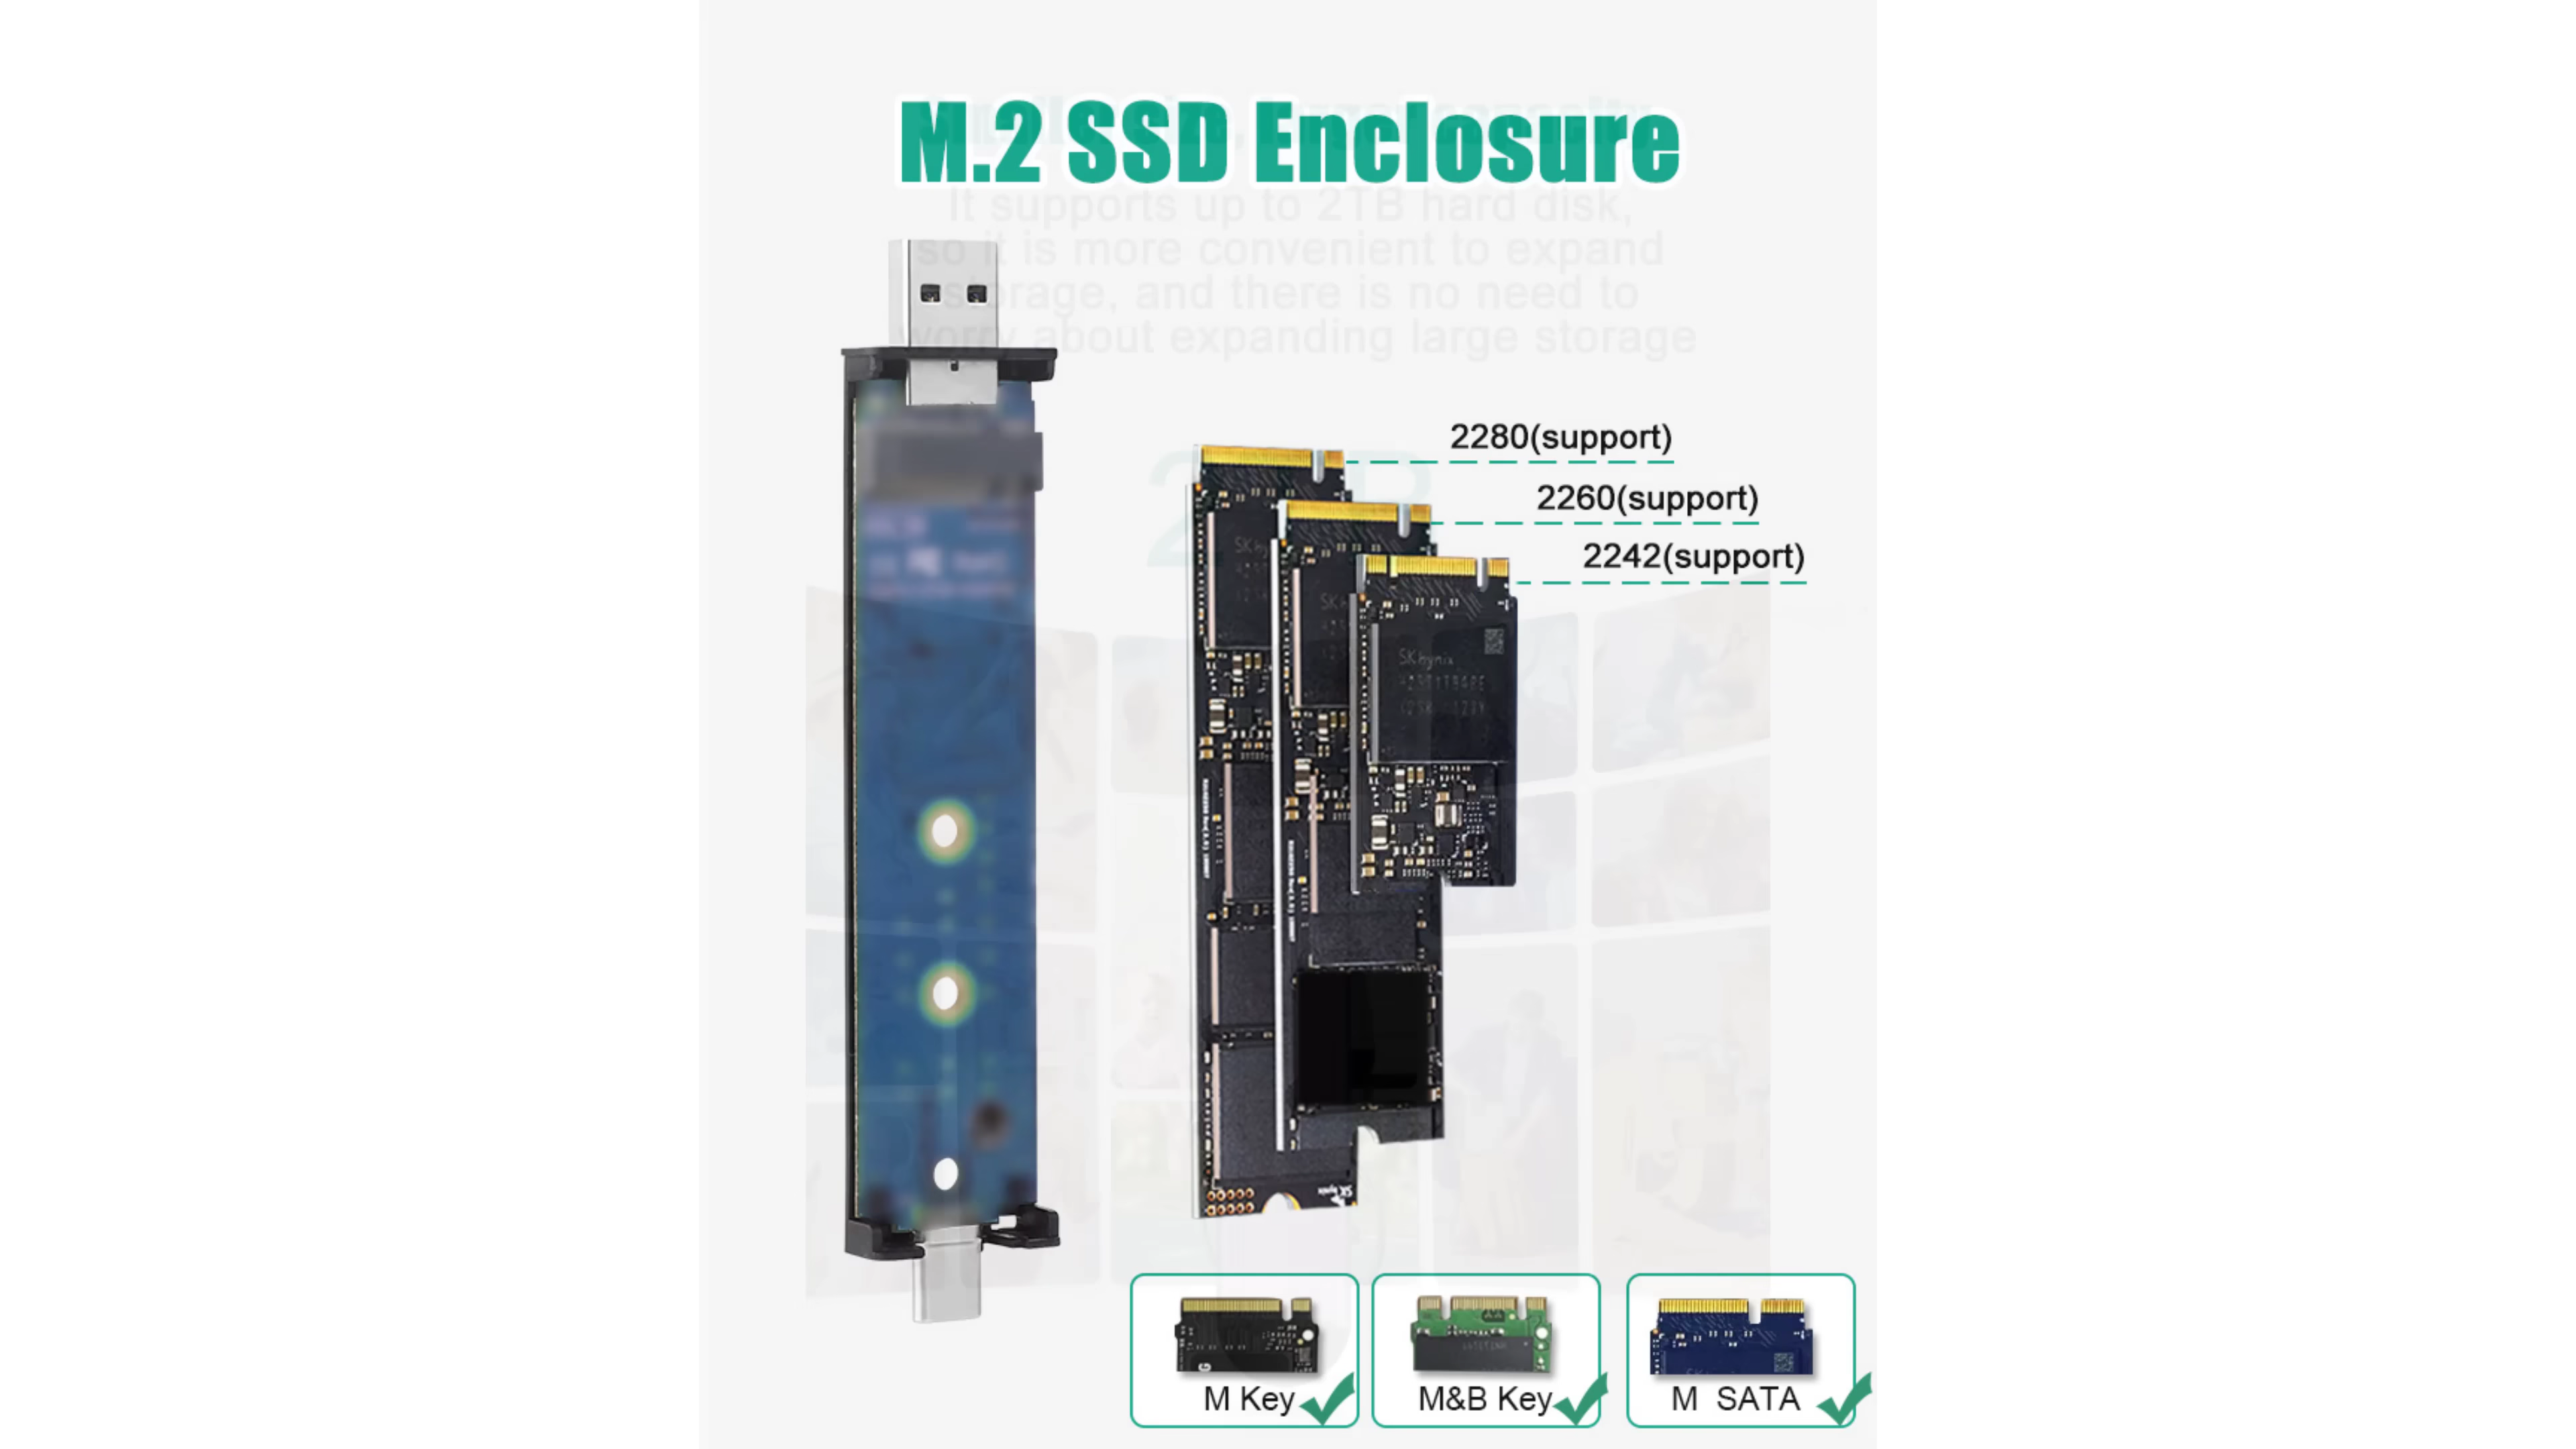 M.2 SSD Enclosure
It supports up to 2TB hard disk,
so it is more convenient to expand
storage, and there is no need to
worry about expanding large storage
2280(support)
2260(support)
2242(support)
SK hynix
M Key
M&B Key
M SATA